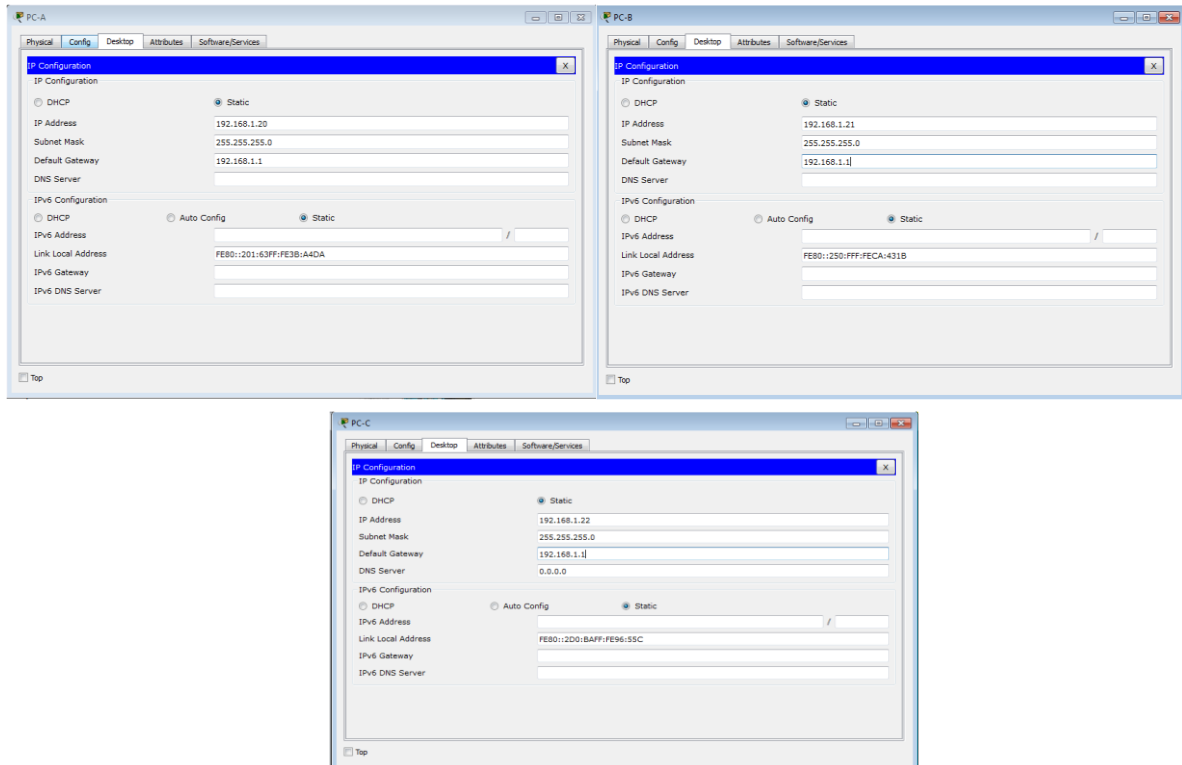 PC-A
Physical Config Desktop Attributes Software/Services
IP Configuration X
IP Configuration
DHCP Static
IP Address 192.168.1.20
Subnet Mask 255.255.255.0
Default Gateway 192.168.1.1
DNS Server
IPv6 Configuration
DHCP Auto Config Static
IPv6 Address /
Link Local Address FE80::201:63FF:FE3B:A4DA
IPv6 Gateway
IPv6 DNS Server
Top
PC-B
Physical Config Desktop Attributes Software/Services
IP Configuration X
IP Configuration
DHCP Static
IP Address 192.168.1.21
Subnet Mask 255.255.255.0
Default Gateway 192.168.1.1
DNS Server
IPv6 Configuration
DHCP Auto Config Static
IPv6 Address /
Link Local Address FE80::250:FFF:FECA:431B
IPv6 Gateway
IPv6 DNS Server
Top
PC-C
Physical Config Desktop Attributes Software/Services
IP Configuration X
IP Configuration
DHCP Static
IP Address 192.168.1.22
Subnet Mask 255.255.255.0
Default Gateway 192.168.1.1
DNS Server 0.0.0.0
IPv6 Configuration
DHCP Auto Config Static
IPv6 Address /
Link Local Address FE80::2D0:BAFF:FE96:55C
IPv6 Gateway
IPv6 DNS Server
Top